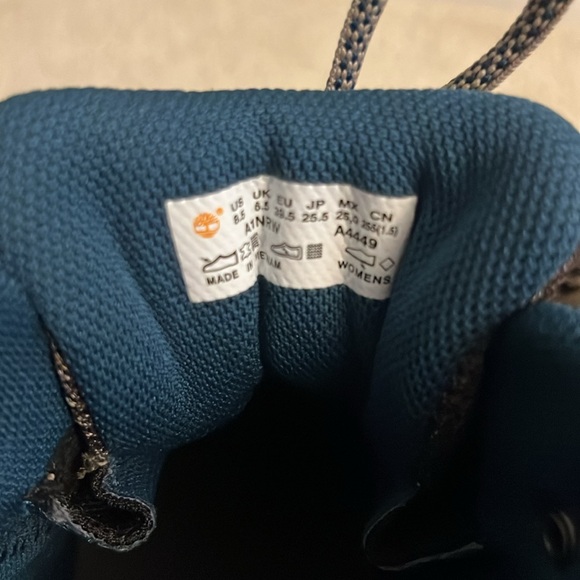 US UK EU JP MX CN
8.5 6.5 39.5 25.5 25.5 255(1.5)
A4449
MADE IN VIETNAM WOMENS